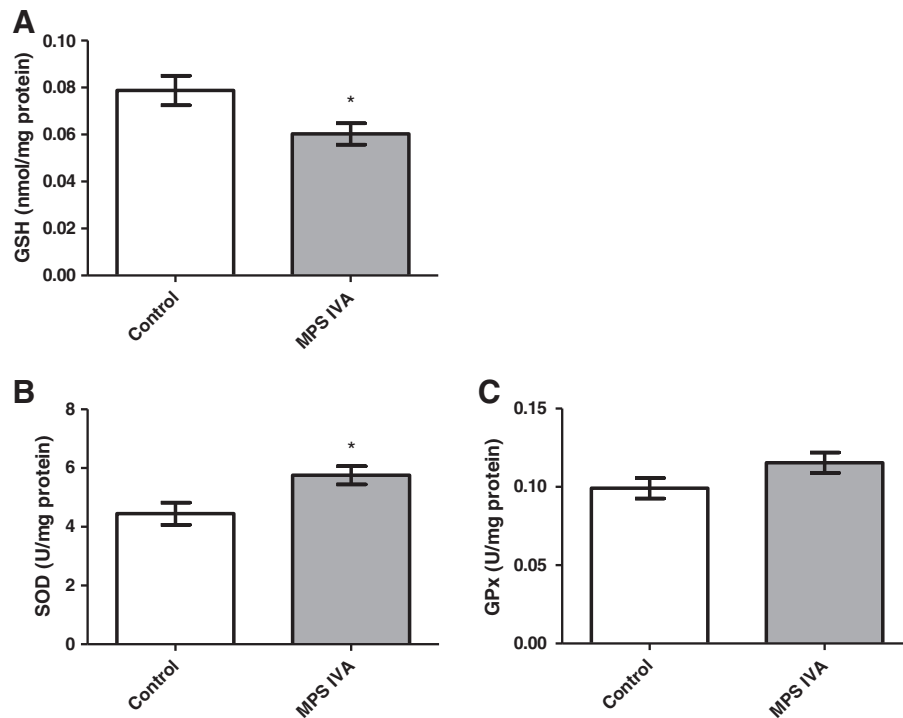 A
GSH (nmol/mg protein)
0.10
0.08
0.06
0.04
0.02
0.00
*
Control
MPS IVA
B
SOD (U/mg protein)
8
6
4
2
0
*
Control
MPS IVA
C
GPx (U/mg protein)
0.15
0.10
0.05
0.00
Control
MPS IVA